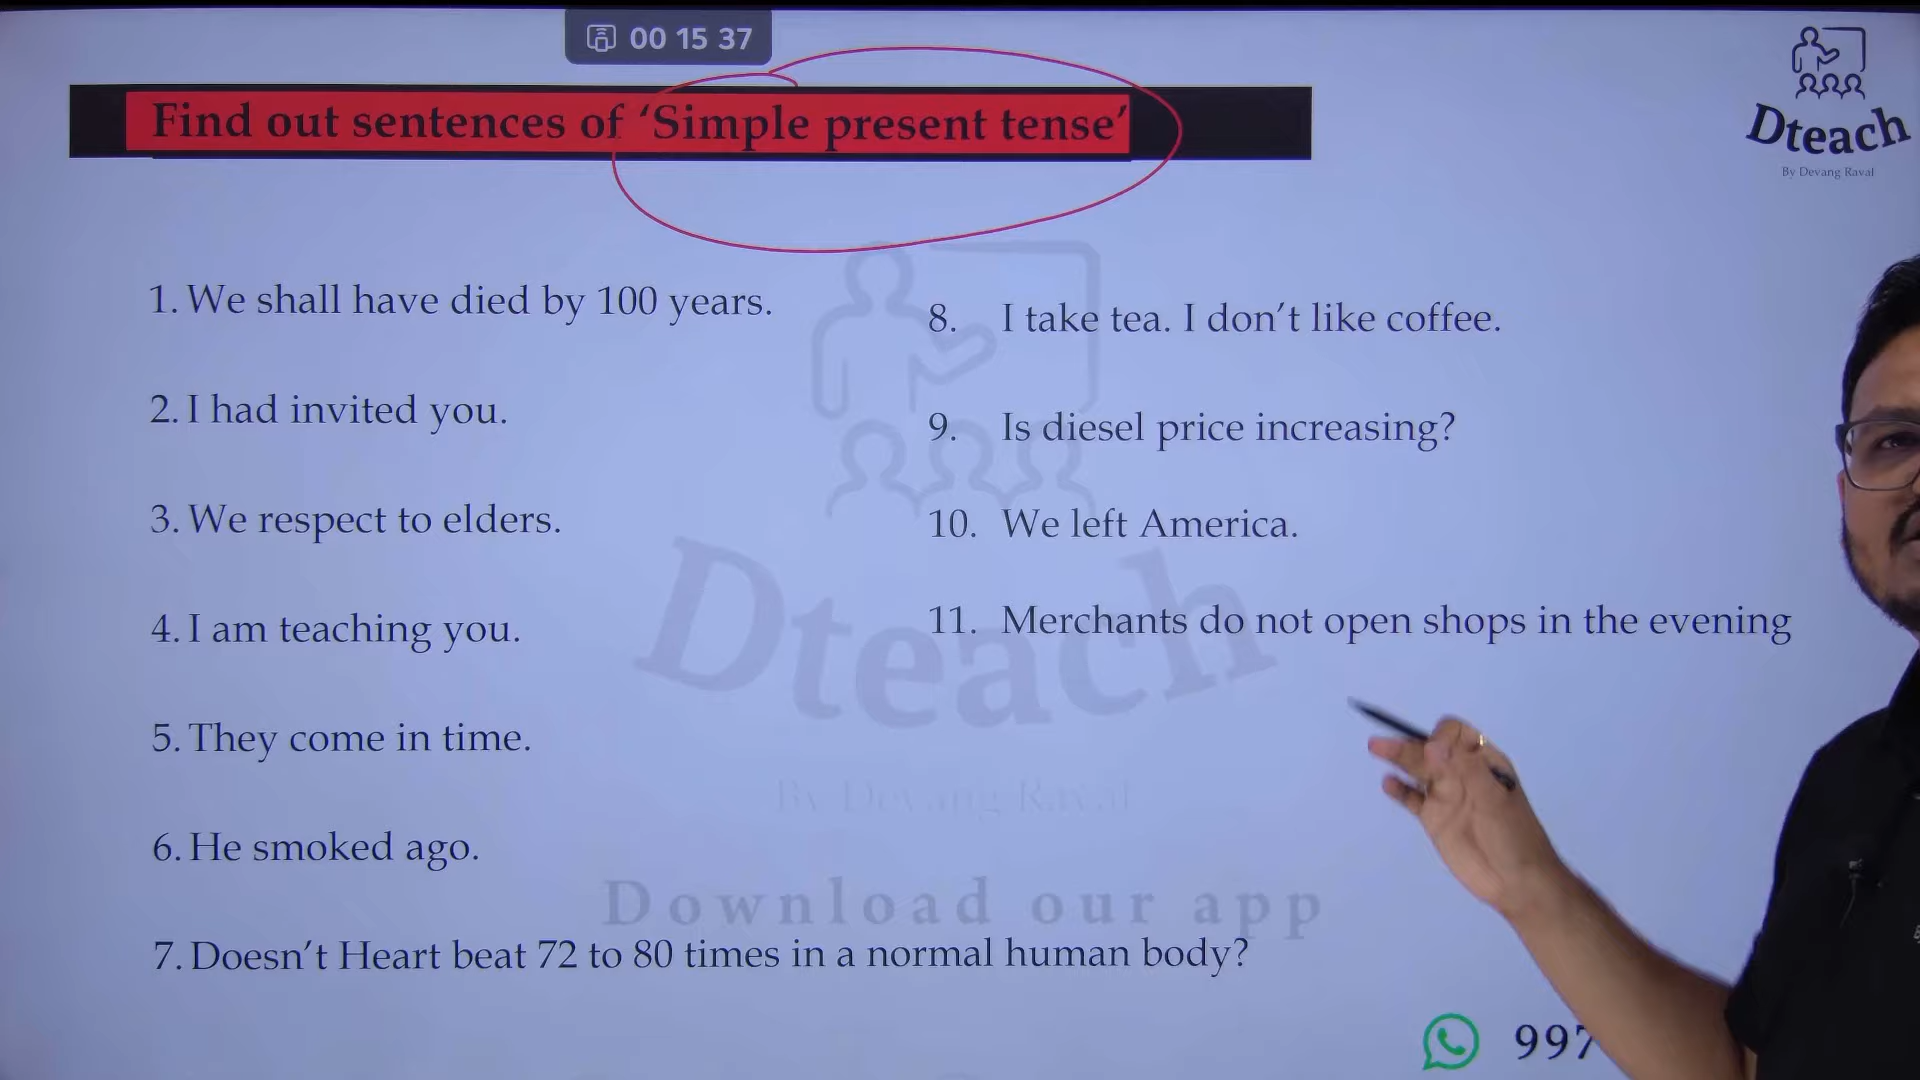 00 15 37
Find out sentences of ‘Simple present tense’
Dteach
By Devang Raval
1. We shall have died by 100 years.
2. I had invited you.
3. We respect to elders.
4. I am teaching you.
5. They come in time.
6. He smoked ago.
7. Doesn’t Heart beat 72 to 80 times in a normal human body?
8. I take tea. I don’t like coffee.
9. Is diesel price increasing?
10. We left America.
11. Merchants do not open shops in the evening
Dteach
By Devang Raval
Download our app
997